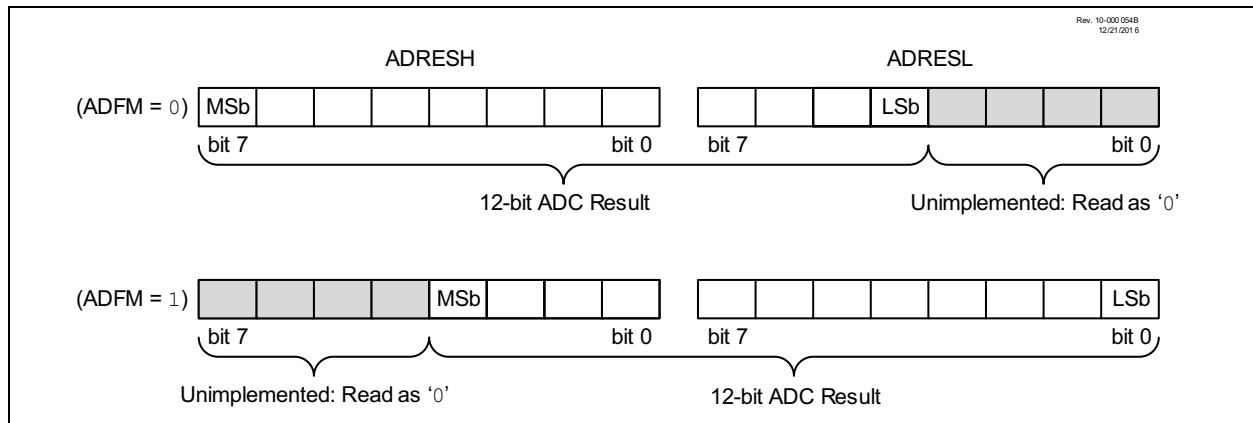 Rev. 10-000 054B
12/21/201 6
ADRESH ADRESL
(ADFM = 0) MSb LSb
bit 7 bit 0 bit 7 bit 0
12-bit ADC Result Unimplemented: Read as ‘0’
(ADFM = 1) MSb LSb
bit 7 bit 0 bit 7 bit 0
Unimplemented: Read as ‘0’ 12-bit ADC Result